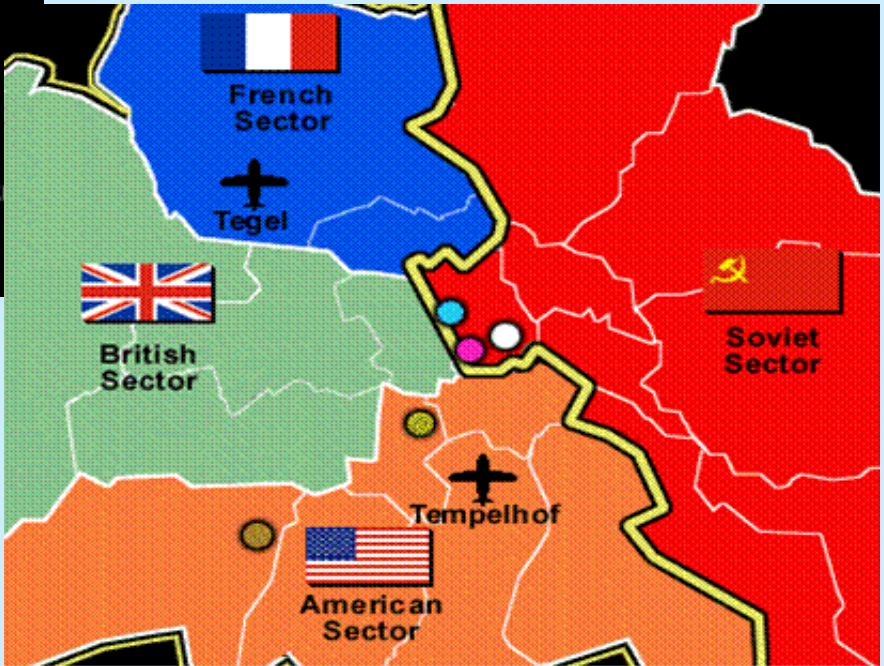 French
Sector
Tegel
British
Sector
Soviet
Sector
Tempelhof
American
Sector